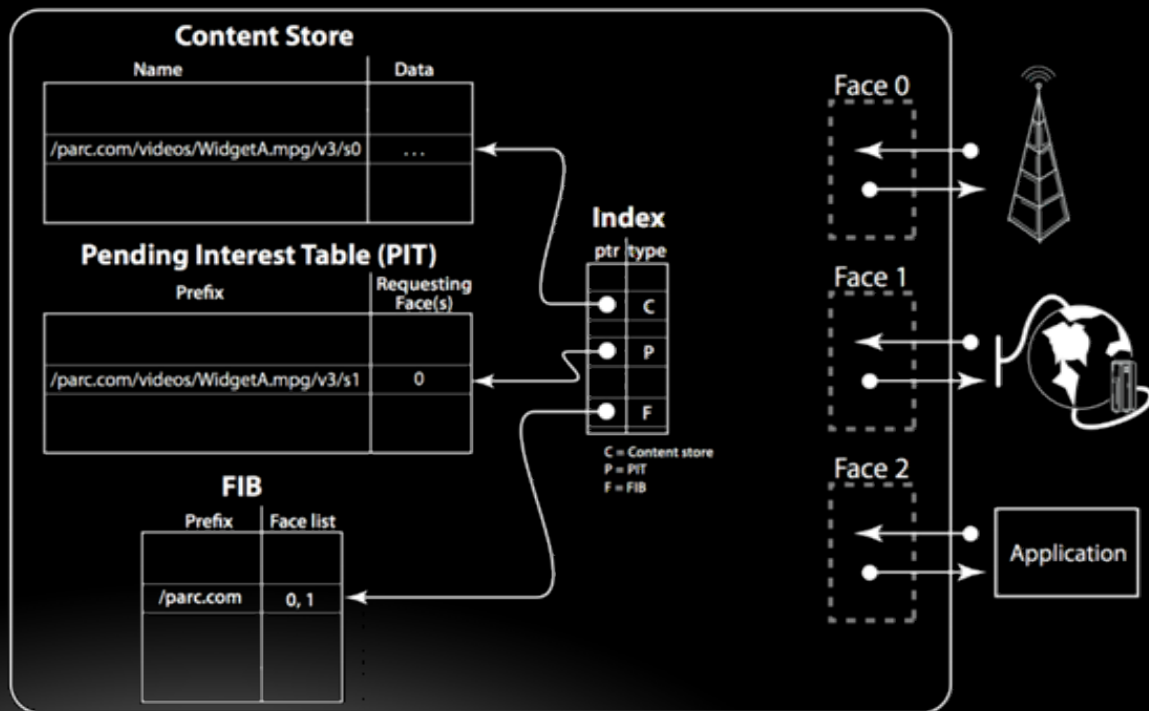 Content Store
Name Data
/parc.com/videos/WidgetA.mpg/v3/s0 ...
Pending Interest Table (PIT)
Prefix Requesting
Face(s)
/parc.com/videos/WidgetA.mpg/v3/s1 0
FIB
Prefix Face list
/parc.com 0, 1
Index
ptr type
C
P
F
C = Content store
P = PIT
F = FIB
Face 0
Face 1
Face 2
Application